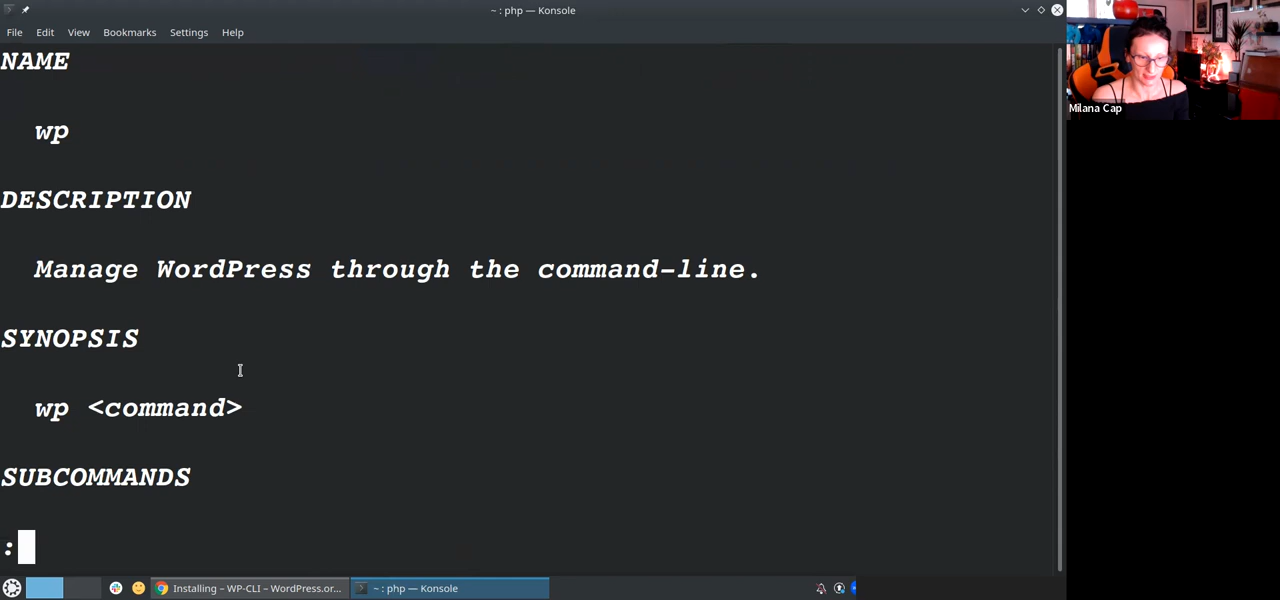 ~ : php — Konsole
File Edit View Bookmarks Settings Help
NAME
wp
DESCRIPTION
Manage WordPress through the command-line.
SYNOPSIS
wp <command>
SUBCOMMANDS
:
Milana Cap
Installing – WP-CLI – WordPress.or... ~ : php — Konsole